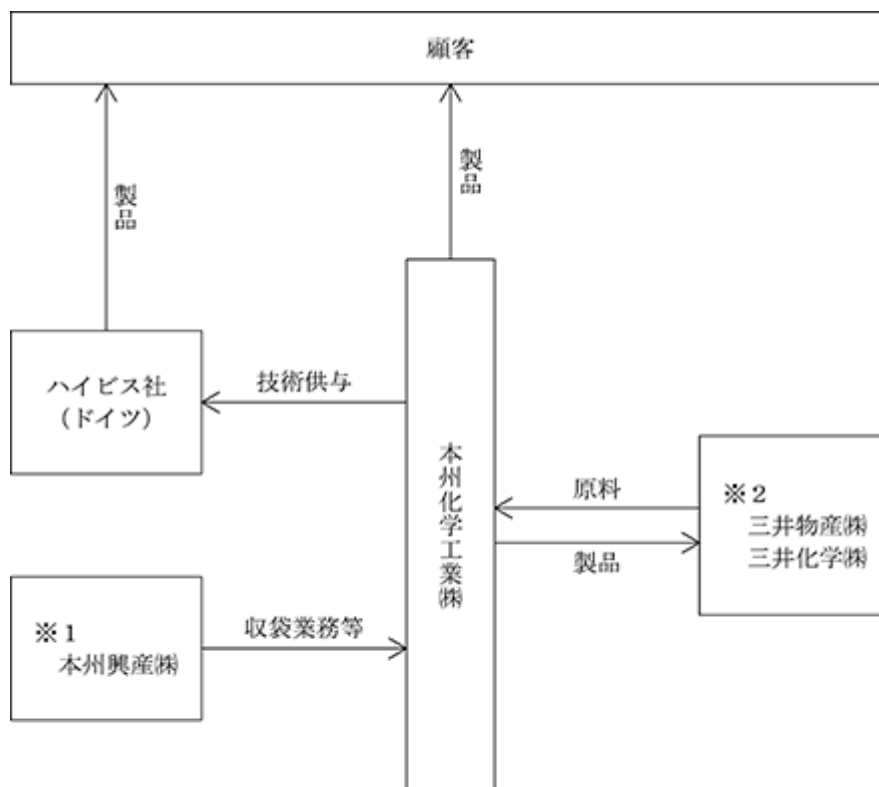 顧客
製品
製品
ハイビス社
（ドイツ）
技術供与
本州化学工業㈱
原料
製品
※２
三井物産㈱
三井化学㈱
※１
本州興産㈱
収袋業務等